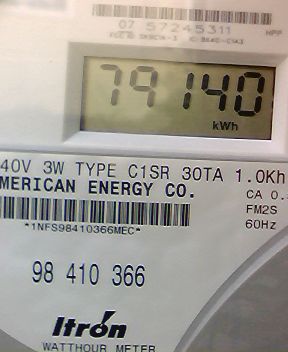 07 57245311
HPP
79140
kWh
40V 3W TYPE C1SR 30TA 1.0Kh
MERICAN ENERGY CO.
CA 0.
FM2S
60Hz
*1NFS98410366MEC*
98 410 366
Itron
WATTHOUR METER